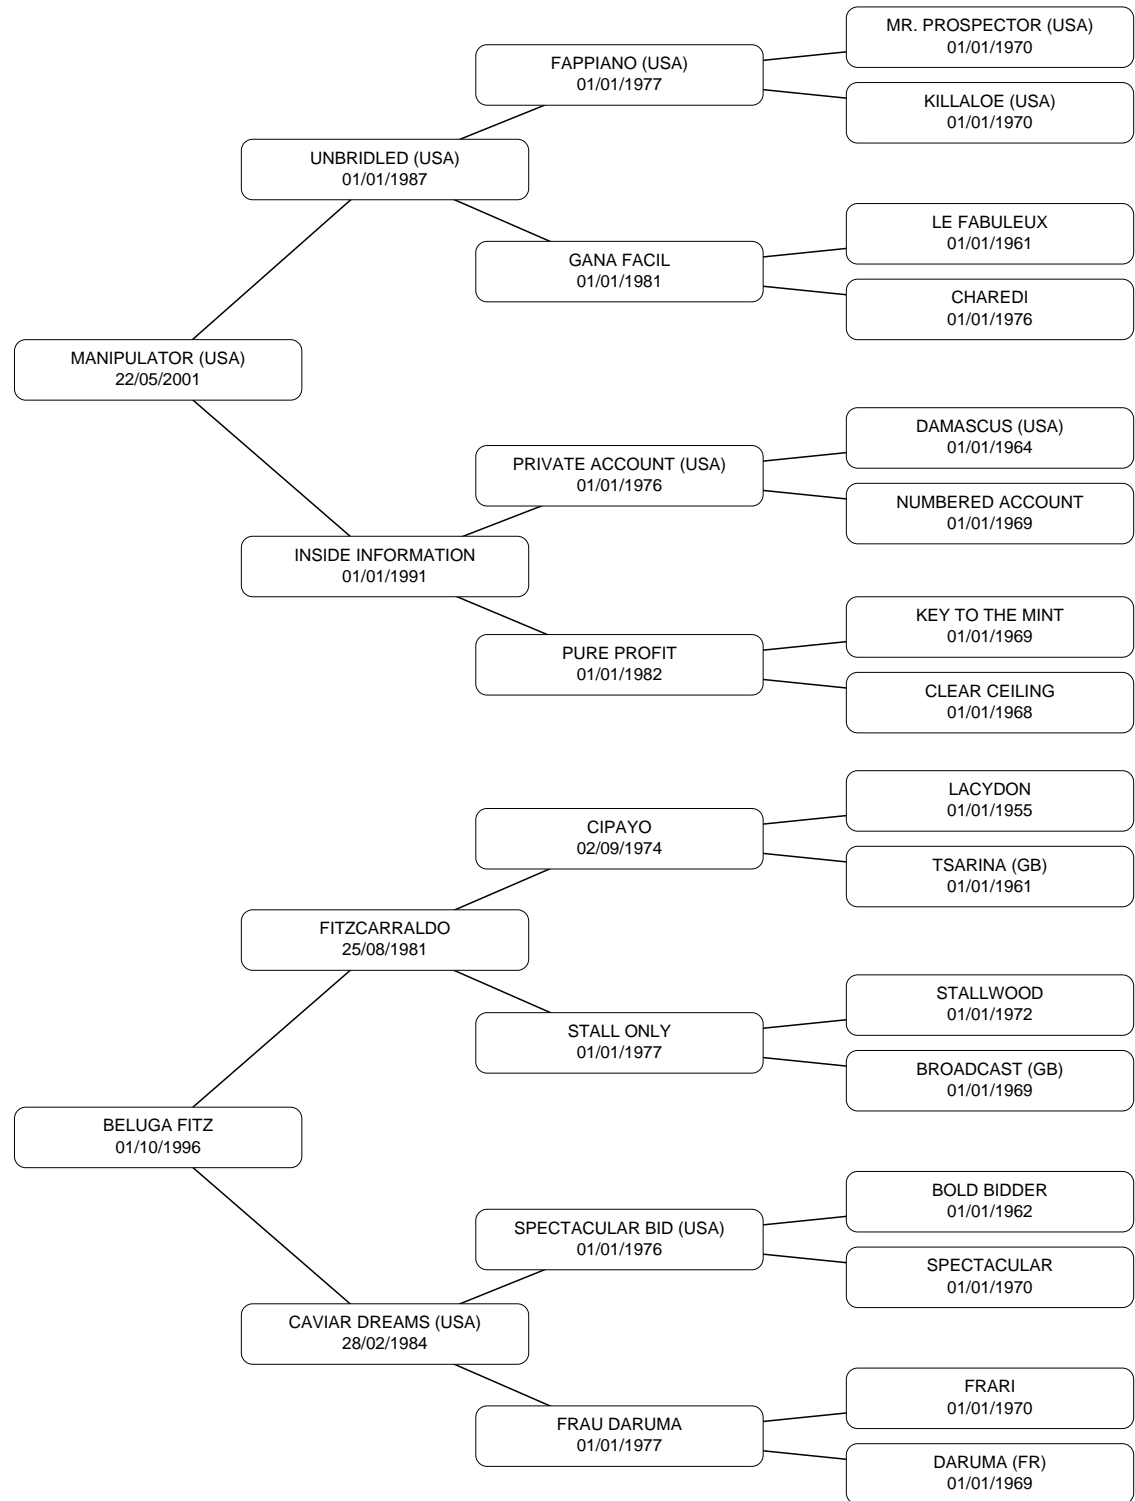 MR. PROSPECTOR (USA)
01/01/1970
FAPPIANO (USA)
01/01/1977
KILLALOE (USA)
01/01/1970
UNBRIDLED (USA)
01/01/1987
LE FABULEUX
01/01/1961
GANA FACIL
01/01/1981
CHAREDI
01/01/1976
MANIPULATOR (USA)
22/05/2001
DAMASCUS (USA)
01/01/1964
PRIVATE ACCOUNT (USA)
01/01/1976
NUMBERED ACCOUNT
01/01/1969
INSIDE INFORMATION
01/01/1991
KEY TO THE MINT
01/01/1969
PURE PROFIT
01/01/1982
CLEAR CEILING
01/01/1968
LACYDON
01/01/1955
CIPAYO
02/09/1974
TSARINA (GB)
01/01/1961
FITZCARRALDO
25/08/1981
STALLWOOD
01/01/1972
STALL ONLY
01/01/1977
BROADCAST (GB)
01/01/1969
BELUGA FITZ
01/10/1996
BOLD BIDDER
01/01/1962
SPECTACULAR BID (USA)
01/01/1976
SPECTACULAR
01/01/1970
CAVIAR DREAMS (USA)
28/02/1984
FRARI
01/01/1970
FRAU DARUMA
01/01/1977
DARUMA (FR)
01/01/1969